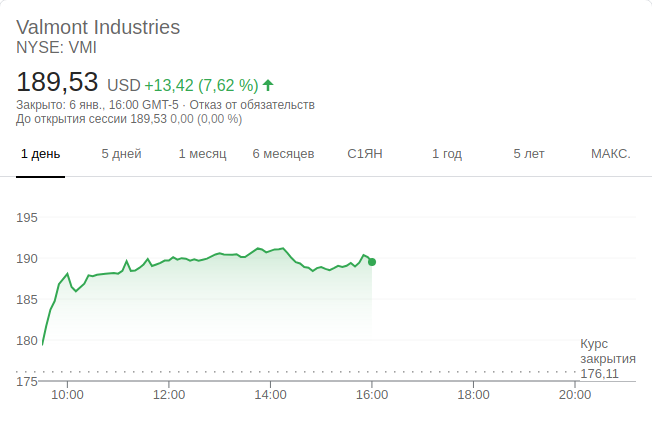 Valmont Industries
NYSE: VMI
189,53 USD +13,42 (7,62 %)
Закрыто: 6 янв., 16:00 GMT-5 · Отказ от обязательств
До открытия сессии 189,53 0,00 (0,00 %)
1 день 5 дней 1 месяц 6 месяцев С1ЯН 1 год 5 лет МАКС.
195
190
185
180
Курс
закрытия
176,11
175
10:00 12:00 14:00 16:00 18:00 20:00